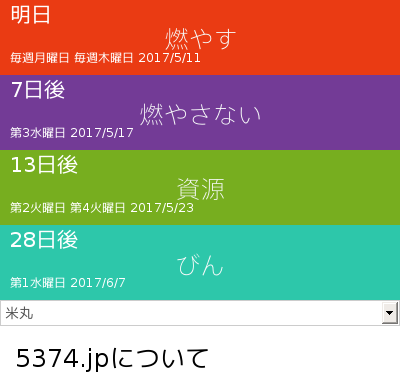 明日
燃やす
毎週月曜日 毎週木曜日 2017/5/11
7日後
燃やさない
第3水曜日 2017/5/17
13日後
資源
第2火曜日 第4火曜日 2017/5/23
28日後
びん
第1水曜日 2017/6/7
米丸
5374.jpについて